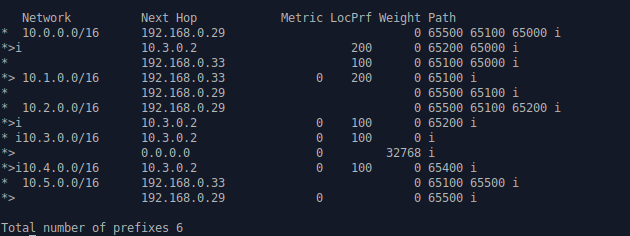 Network          Next Hop            Metric LocPrf Weight Path
*  10.0.0.0/16      192.168.0.29                           0 65500 65100 65000 i
*>i                 10.3.0.2                    200        0 65200 65000 i
*                   192.168.0.33                100        0 65100 65000 i
*> 10.1.0.0/16      192.168.0.33             0    200      0 65100 i
*                   192.168.0.29                           0 65500 65100 i
*  10.2.0.0/16      192.168.0.29                           0 65500 65100 65200 i
*>i                 10.3.0.2                 0    100      0 65200 i
* i10.3.0.0/16      10.3.0.2                 0    100      0 i
*>                  0.0.0.0                  0         32768 i
*>i10.4.0.0/16      10.3.0.2                 0    100      0 65400 i
*  10.5.0.0/16      192.168.0.33                           0 65100 65500 i
*>                  192.168.0.29             0             0 65500 i

Total number of prefixes 6